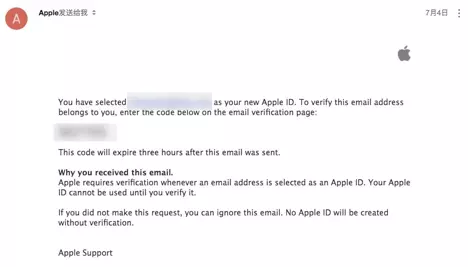 A
Apple发送给我
7月4日
You have selected as your new Apple ID. To verify this email address
belongs to you, enter the code below on the email verification page:
This code will expire three hours after this email was sent.
Why you received this email.
Apple requires verification whenever an email address is selected as an Apple ID. Your Apple
ID cannot be used until you verify it.
If you did not make this request, you can ignore this email. No Apple ID will be created
without verification.
Apple Support